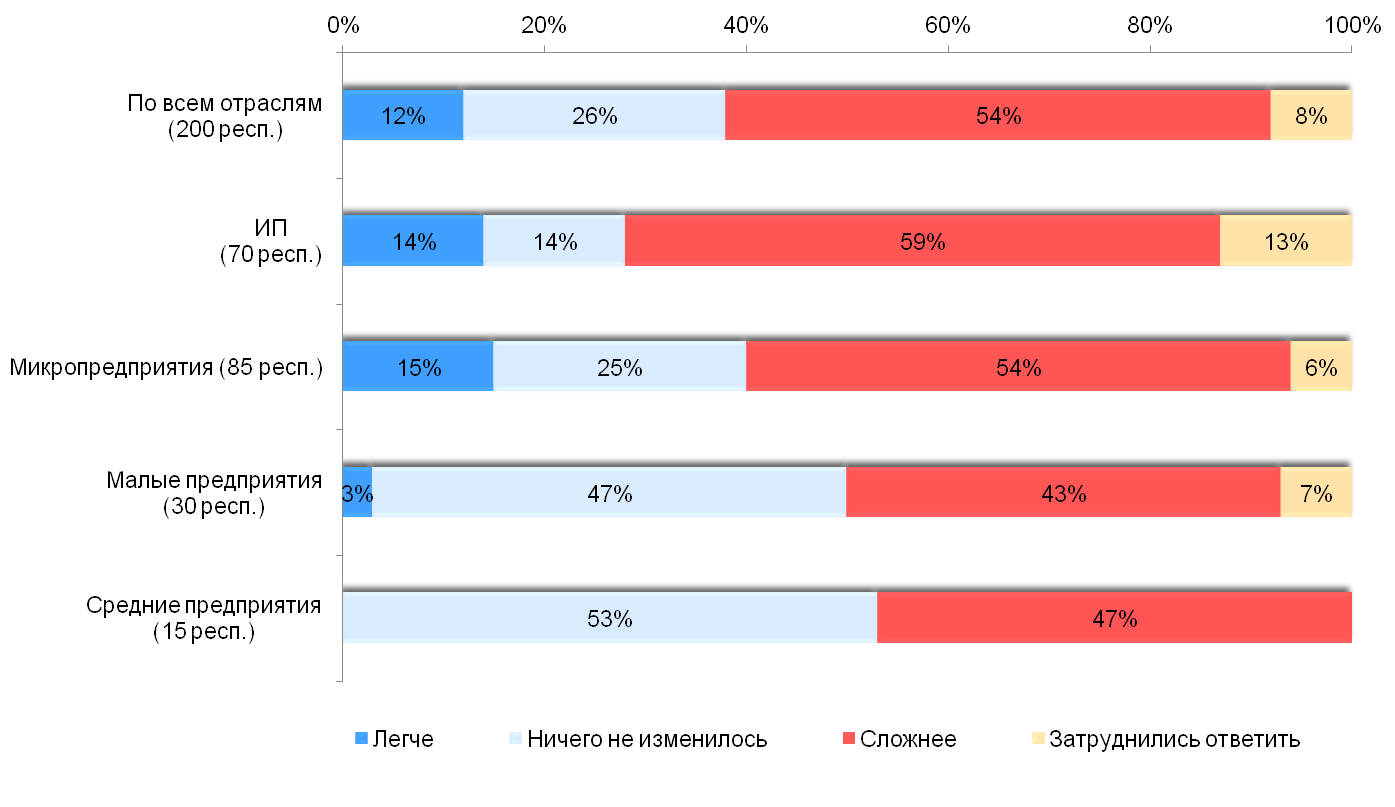 0% 20% 40% 60% 80% 100%
По всем отраслям
(200 респ.)
12% 26% 54% 8%
ИП
(70 респ.)
14% 14% 59% 13%
Микропредприятия (85 респ.)
15% 25% 54% 6%
Малые предприятия
(30 респ.)
3% 47% 43% 7%
Средние предприятия
(15 респ.)
53% 47%
Легче Ничего не изменилось Сложнее Затруднились ответить